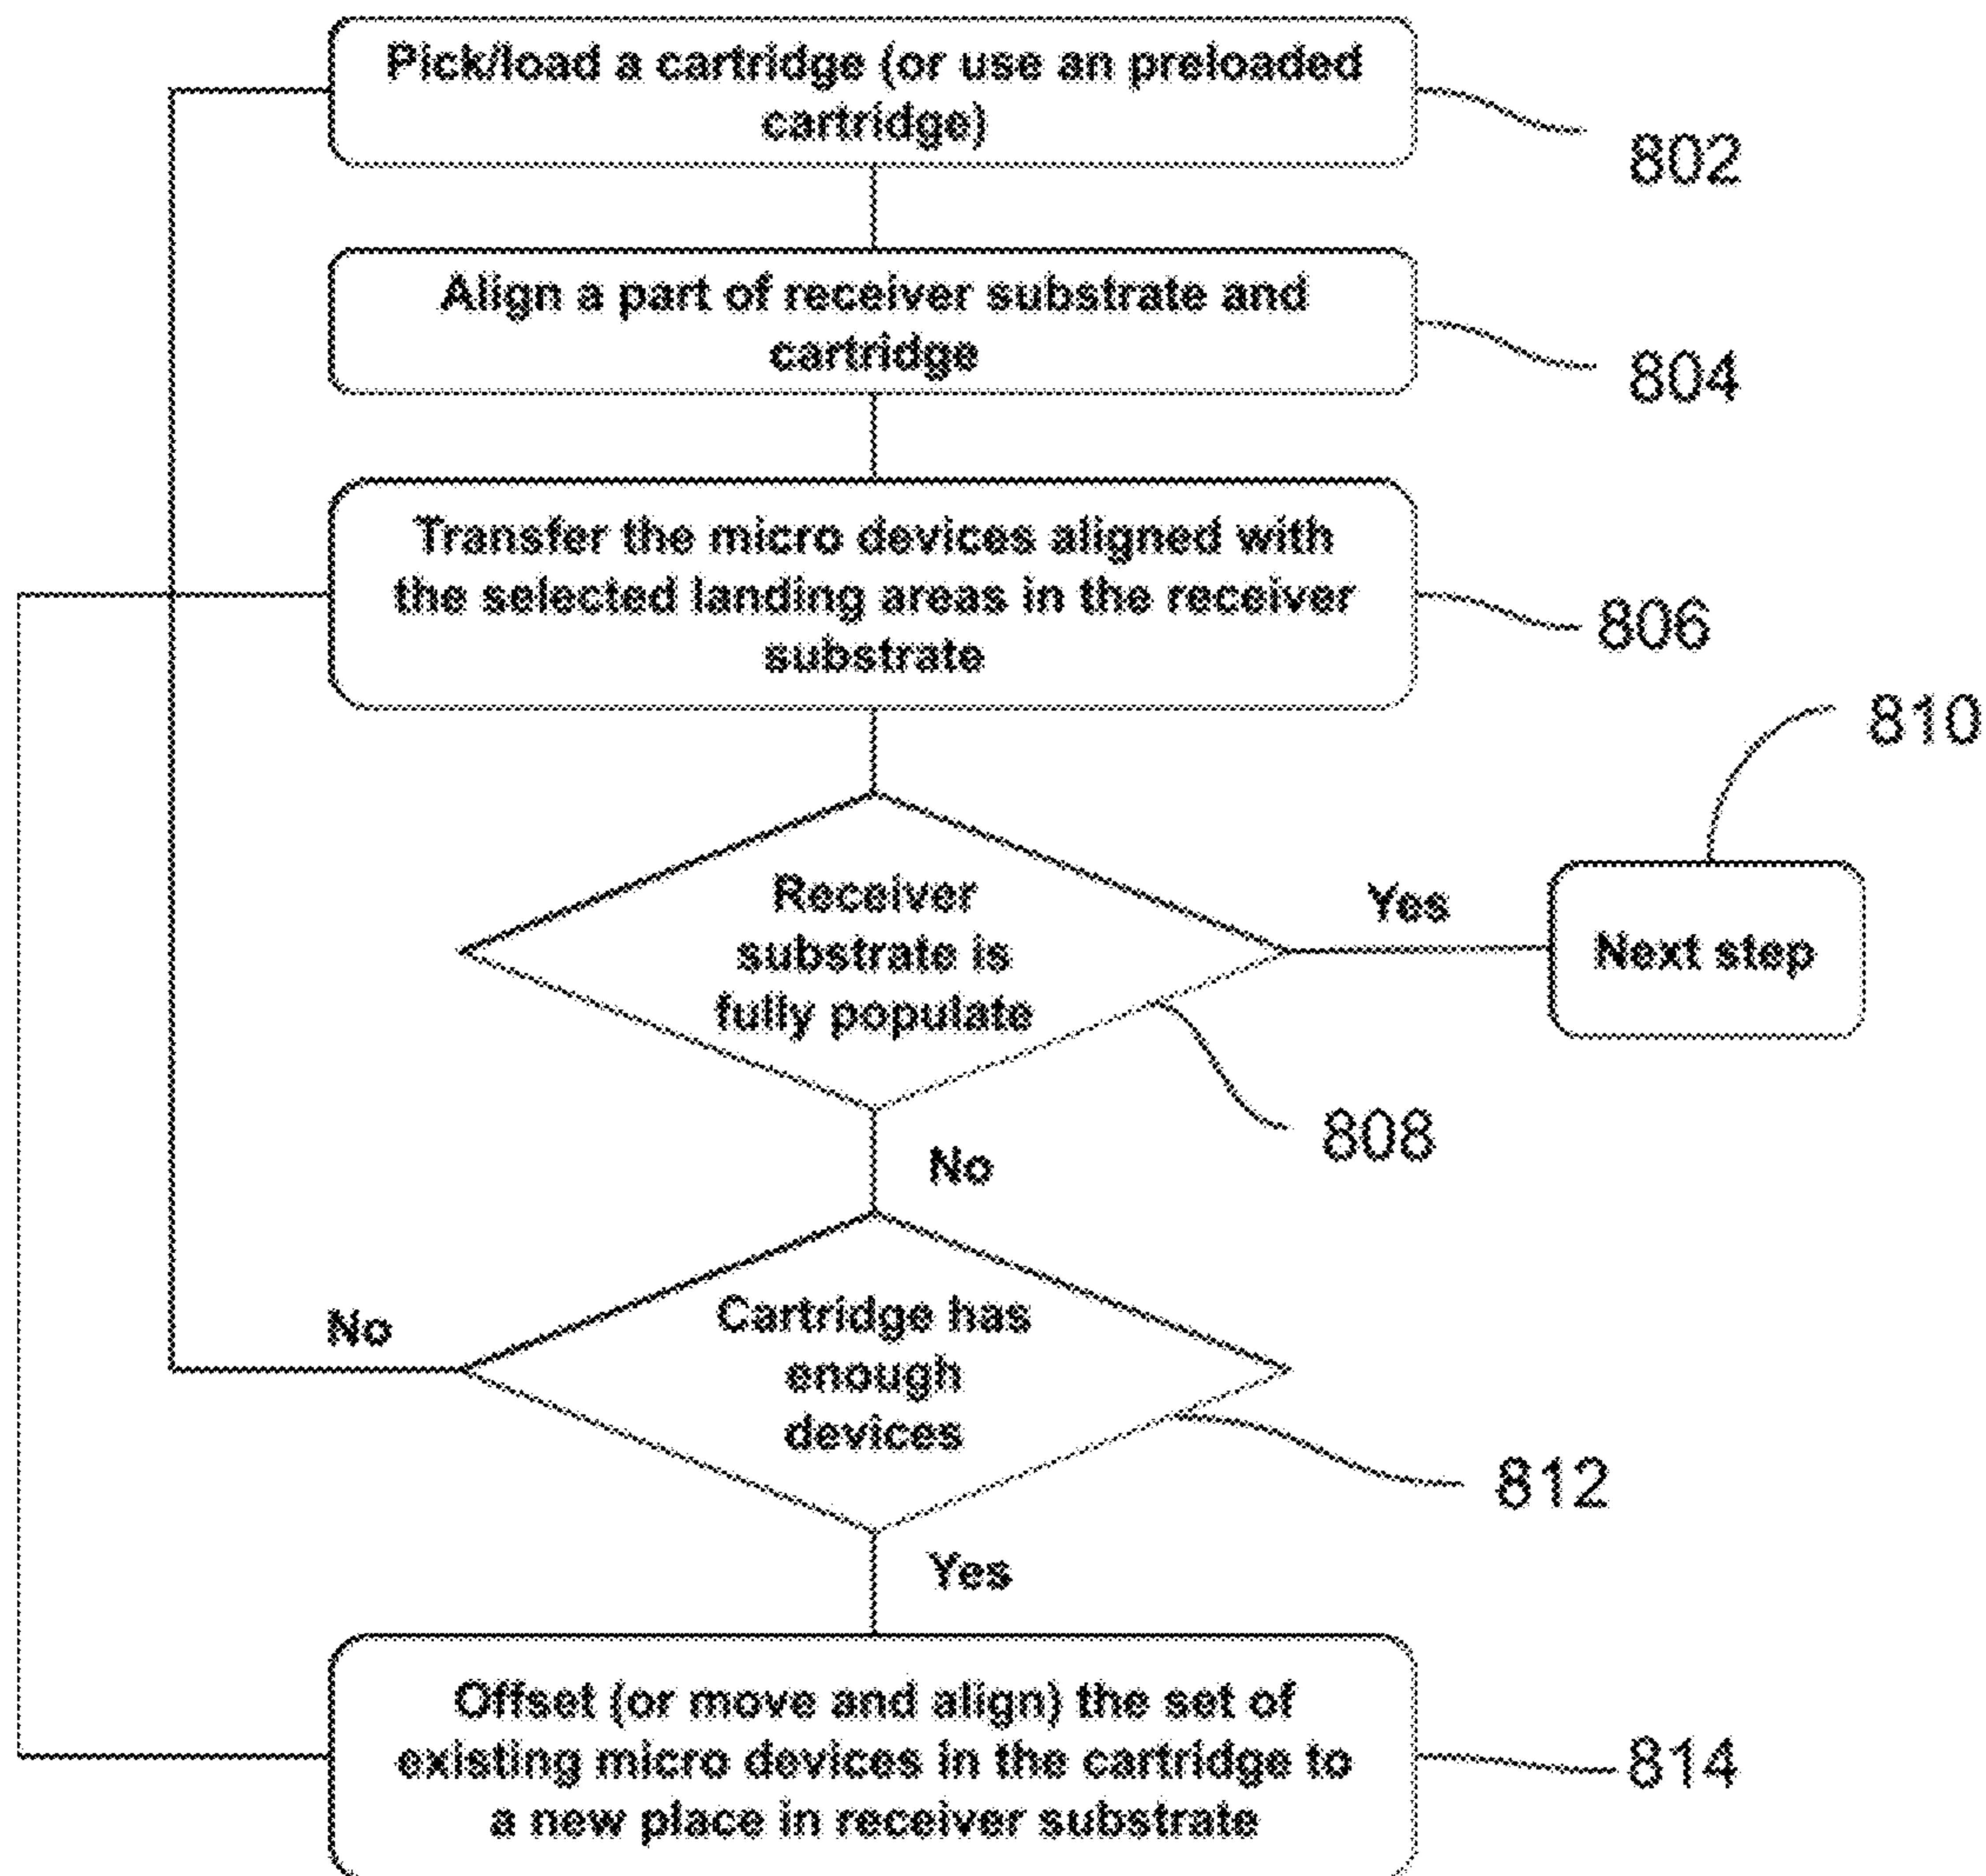 Pick/load a cartridge (or use an preloaded
cartridge)
802
Align a part of receiver substrate and
cartridge
804
Transfer the micro devices aligned with
the selected landing areas in the receiver
substrate
806
810
Receiver
substrate is
fully populate
Yes
Next step
808
No
Cartridge has
enough
devices
No
812
Yes
Offset (or move and align) the set of
existing micro devices in the cartridge to
a new place in receiver substrate
814